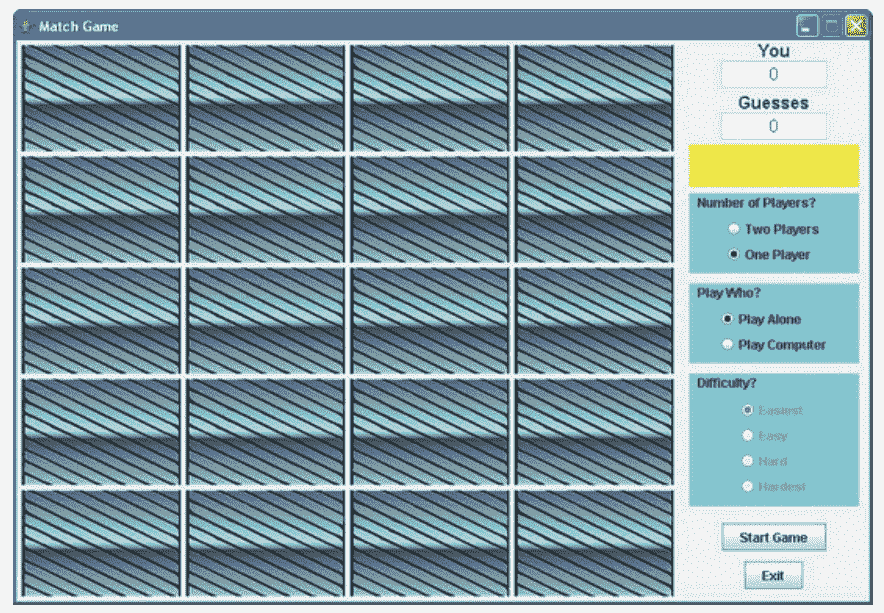 Match Game
You
0
Guesses
0
Number of Players?
Two Players
One Player
Play Who?
Play Alone
Play Computer
Difficulty?
Easiest
Easy
Hard
Hardest
Start Game
Exit